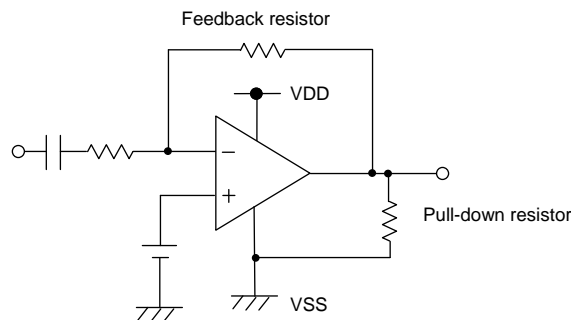 Feedback resistor
VDD
−
+
Pull-down resistor
VSS